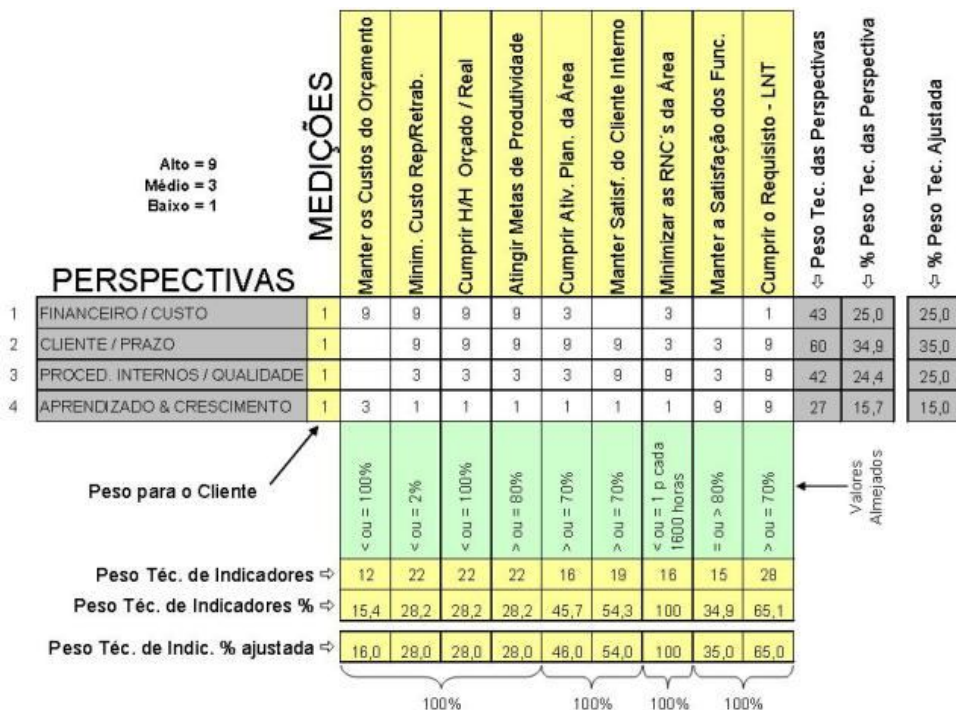 MEDIÇÕES
Manter os Custos do Orçamento
Minim. Custo Rep/Retrab.
Cumprir H/H Orçado / Real
Atingir Metas de Produtividade
Cumprir Ativ. Plan. da Área
Manter Satisf. do Cliente Interno
Minimizar as RNC´s da Área
Manter a Satisfação dos Func.
Cumprir o Requisisto - LNT
⇩ Peso Tec. das Perspectivas
⇩ % Peso Tec. das Perspectiva
⇩ % Peso Tec. Ajustada
Alto = 9
Médio = 3
Baixo = 1
PERSPECTIVAS
1 FINANCEIRO / CUSTO 1 9 9 9 9 3 3 1 43 25,0 25,0
2 CLIENTE / PRAZO 1 9 9 9 9 9 3 3 9 60 34,9 35,0
3 PROCED. INTERNOS / QUALIDADE 1 3 3 3 3 9 9 3 9 42 24,4 25,0
4 APRENDIZADO & CRESCIMENTO 1 3 1 1 1 1 1 1 9 9 27 15,7 15,0
Peso para o Cliente
< ou = 100%
< ou = 2%
< ou = 100%
> ou = 80%
> ou = 70%
> ou = 70%
< ou = 1 p cada
1600 horas
= ou > 80%
> ou = 70%
Valores
Almejados
Peso Téc. de Indicadores ⇨ 12 22 22 22 16 19 16 15 28
Peso Téc. de Indicadores % ⇨ 15,4 28,2 28,2 28,2 45,7 54,3 100 34,9 65,1
Peso Téc. de Indic. % ajustada ⇨ 16,0 28,0 28,0 28,0 46,0 54,0 100 35,0 65,0
100% 100% 100% 100%